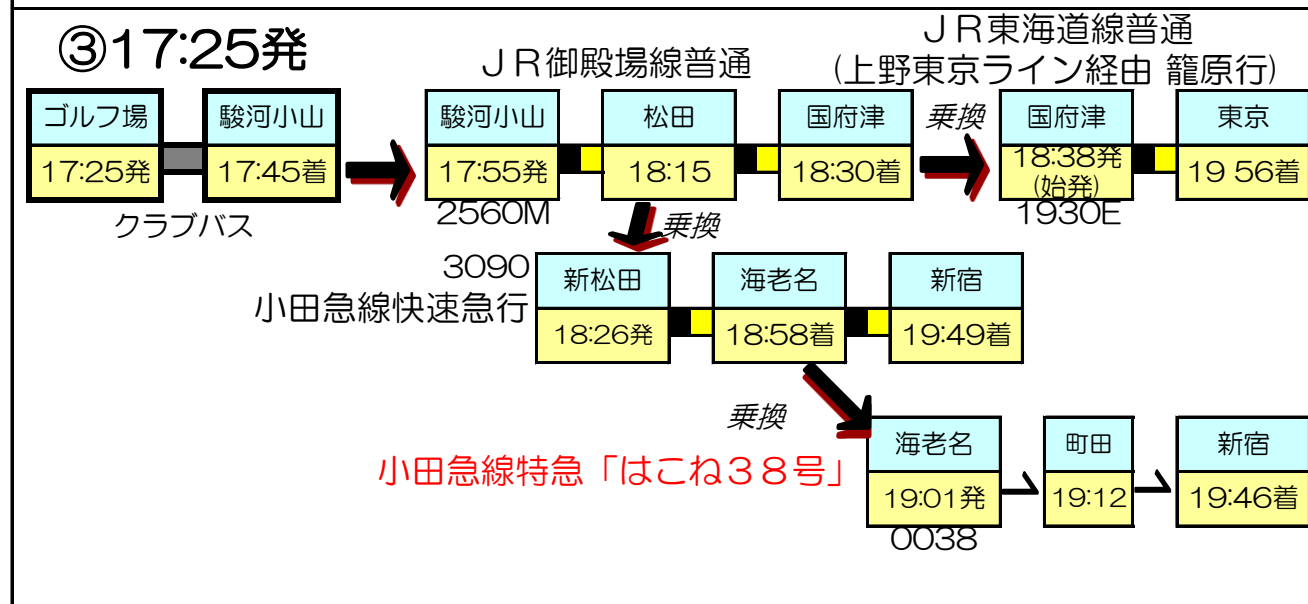 ③17:25発
JR御殿場線普通
JR東海道線普通
(上野東京ライン経由 籠原行)
ゴルフ場
17:25発
駿河小山
17:45着
クラブバス
駿河小山
17:55発
2560M
松田
18:15
国府津
18:30着
乗換
国府津
18:38発
(始発)
1930E
東京
19 56着
乗換
3090
小田急線快速急行
新松田
18:26発
海老名
18:58着
新宿
19:49着
乗換
小田急線特急「はこね38号」
海老名
19:01発
0038
町田
19:12
新宿
19:46着